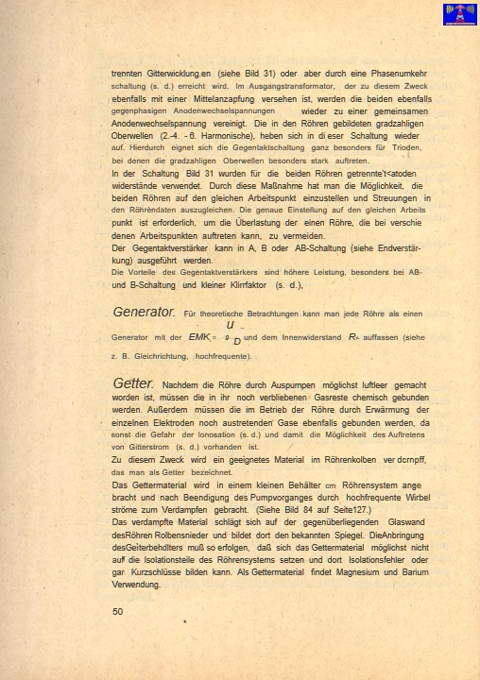 trennten Gitterwicklung.en (siehe Bild 31) oder aber durch eine Phasenumkehr
schaltung (s. d.) erreicht wird. Im Ausgangstransformator, der zu diesem Zweck
ebenfalls mit einer Mittelanzapfung versehen ist, werden die beiden ebenfalls
gegenphasigen Anodenwechselspannungen wieder zu einer gemeinsamen
Anodenwechselspannung vereinigt. Die in den Röhren gebildeten gradzahligen
Oberwellen (2.-4. - 6. Harmonische), heben sich in di eser Schaltung wieder
auf. Hierdurch eignet sich die Gegentaktschaltung ganz besonders für Trioden,
bei denen die gradzahligen Oberwellen besonders stark auftreten.
In der Schaltung Bild 31 wurden für die beiden Röhren getrennte't<atoden
widerstände verwendet. Durch diese Maßnahme hat man die Möglichkeit, die
beiden Röhren auf den gleichen Arbeitspunkt einzustellen und Streuungen in
den Röhrendaten auszugleichen. Die genaue Einstellung auf den gleichen Arbeits
punkt ist erforderlich, um die Überlastung der einen Röhre, die bei verschie
denen Arbeitspunkten auftreten kann, zu vermeiden.
Der Gegentaktverstärker kann in A, B oder AB-Schaltung (siehe Endverstär-
kung) ausgeführt werden.
Die Vorteile des Gegentaktverstärkers sind höhere Leistung, besonders bei AB-
und B-Schaltung und kleiner Klirrfaktor (s. d.),
Generator. Für theoretische Betrachtungen kann man jede Röhre als einen
u
Generator mit der EMK = g D und dem Innenwiderstand R auffassen (siehe
z. B. Gleichrichtung, hochfrequente).
Getter. Nachdem die Röhre durch Auspumpen möglichst luftleer gemacht
worden ist, müssen die in ihr noch verbliebenen Gasreste chemisch gebunden
werden. Außerdem müssen die im Betrieb der Röhre durch Erwärmung der
einzelnen Elektroden noch austretenden Gase ebenfalls gebunden werden, da
sonst die Gefahr der Ionosation (s. d.) und damit die Möglichkeit des Auftretens
von Gitterstrom (s. d.) vorhanden ist.
Zu diesem Zweck wird ein geeignetes Material im Röhrenkolben ver dcrnpff,
das man als Getter bezeichnet.
Das Gettermaterial wird in einem kleinen Behälter cm Röhrensystem ange
bracht und nach Beendigung des Pumpvorganges durch hochfrequente Wirbel
ströme zum Verdampfen gebracht. (Siehe Bild 84 auf Seite127.)
Das verdampfte Material schlägt sich auf der gegenüberliegenden Glaswand
desRöhren Rolbensnieder und bildet dort den bekannten Spiegel. DieAnbringung
desGeiterbehdlters muß so erfolgen, daß sich das Gettermaterial möglichst nicht
auf die Isolationsteile des Röhrensystems setzen und dort Isolationsfehler oder
gar Kurzschlüsse bilden kann. Als Gettermaterial findet Magnesium und Barium
Verwendung.
50